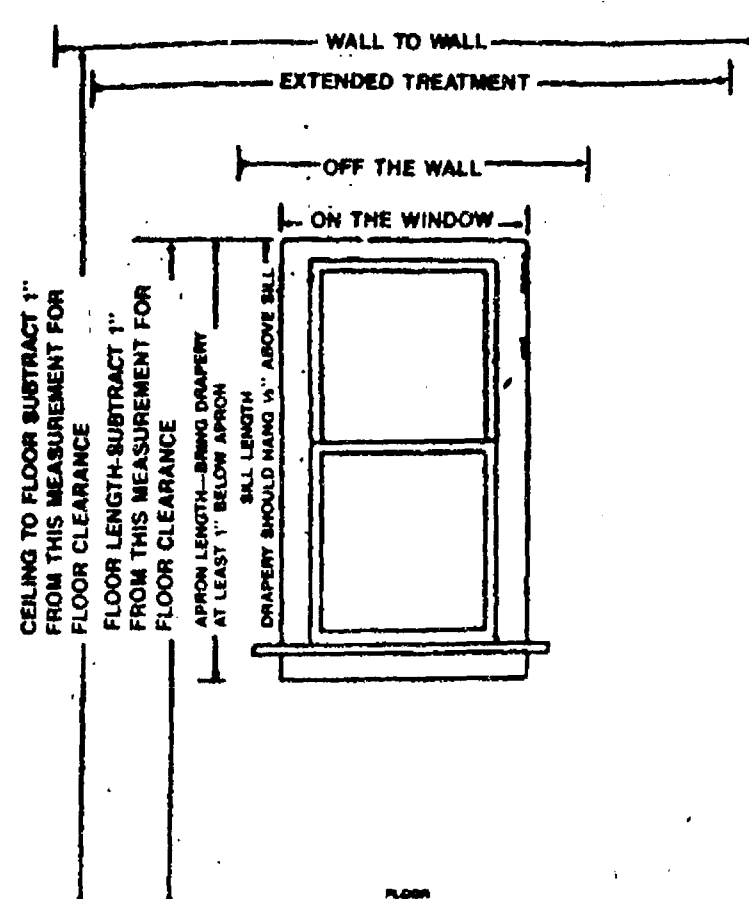 WALL TO WALL
EXTENDED TREATMENT
OFF THE WALL
ON THE WINDOW
CEILING TO FLOOR SUBTRACT 1"
FROM THIS MEASUREMENT FOR
FLOOR CLEARANCE
FLOOR LENGTH-SUBTRACT 1"
FROM THIS MEASUREMENT FOR
FLOOR CLEARANCE
APRON LENGTH—BRING DRAPERY
AT LEAST 1" BELOW APRON
SILL LENGTH
DRAPERY SHOULD HANG ½" ABOVE SILL
FLOOR